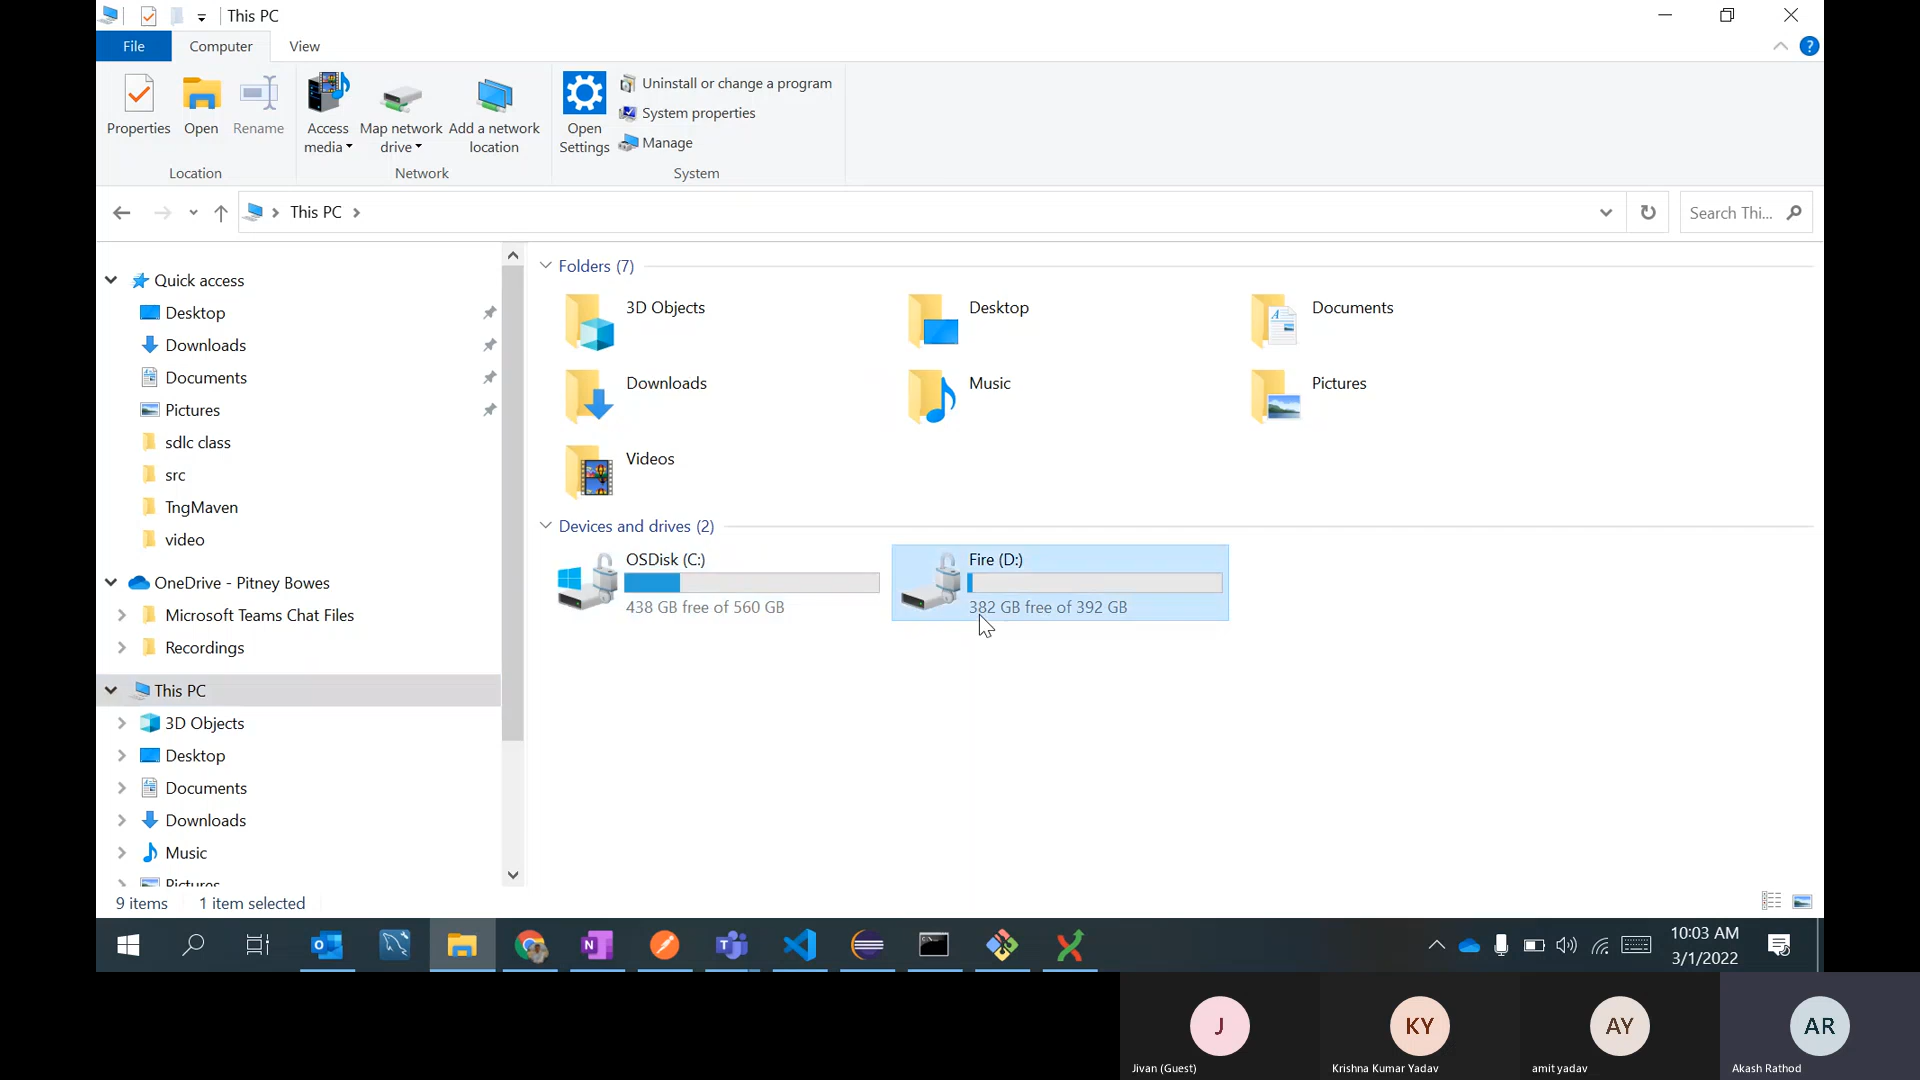 This PC
File
Computer
View
Properties
Open
Rename
Access
media
Map network
drive
Add a network
location
Open
Settings
Uninstall or change a program
System properties
Manage
Location
Network
System
This PC
Search Thi...
Quick access
Desktop
Downloads
Documents
Pictures
sdlc class
src
TngMaven
video
OneDrive - Pitney Bowes
Microsoft Teams Chat Files
Recordings
This PC
3D Objects
Desktop
Documents
Downloads
Music
Pictures
Folders (7)
3D Objects
Desktop
Documents
Downloads
Music
Pictures
Videos
Devices and drives (2)
OSDisk (C:)
438 GB free of 560 GB
Fire (D:)
382 GB free of 392 GB
9 items
1 item selected
10:03 AM
3/1/2022
J
Jivan (Guest)
KY
Krishna Kumar Yadav
AY
amit yadav
AR
Akash Rathod